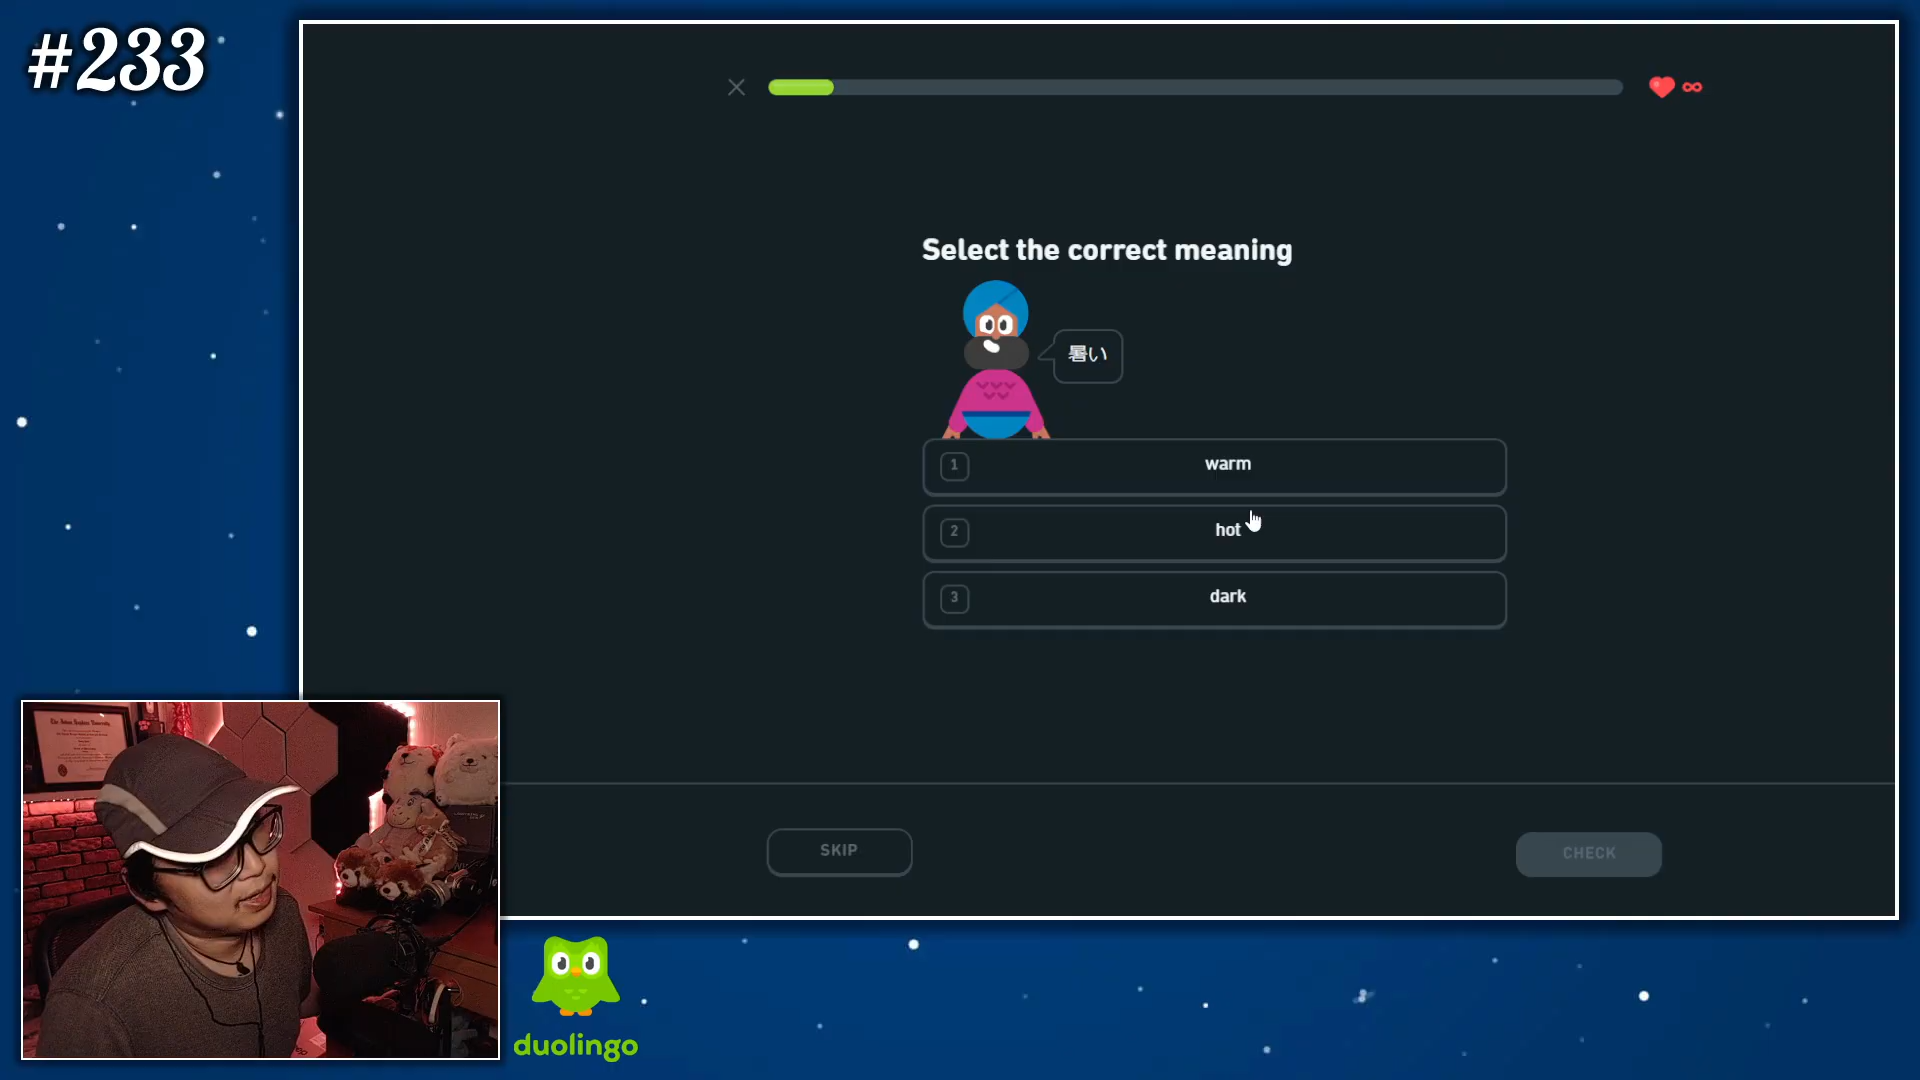 #233
∞
Select the correct meaning
暑い
1 warm
2 hot
3 dark
SKIP
CHECK
duolingo